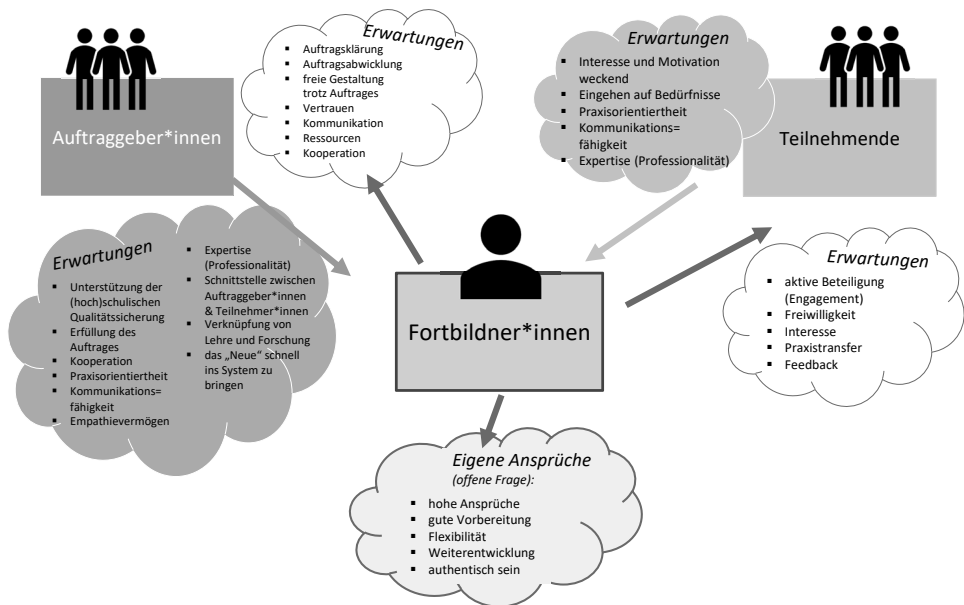 Auftraggeber*innen
Erwartungen
▪ Auftragsklärung
▪ Auftragsabwicklung
▪ freie Gestaltung
trotz Auftrages
▪ Vertrauen
▪ Kommunikation
▪ Ressourcen
▪ Kooperation
Erwartungen
▪ Interesse und Motivation
weckend
▪ Eingehen auf Bedürfnisse
▪ Praxisorientiertheit
▪ Kommunikations=
fähigkeit
▪ Expertise (Professionalität)
Teilnehmende
Erwartungen
▪ Unterstützung der
(hoch)schulischen
Qualitätssicherung
▪ Erfüllung des
Auftrages
▪ Kooperation
▪ Praxisorientiertheit
▪ Kommunikations=
fähigkeit
▪ Empathievermögen
▪ Expertise
(Professionalität)
▪ Schnittstelle zwischen
Auftraggeber*innen
& Teilnehmer*innen
▪ Verknüpfung von
Lehre und Forschung
▪ das „Neue" schnell
ins System zu
bringen
Fortbildner*innen
Erwartungen
▪ aktive Beteiligung
(Engagement)
▪ Freiwilligkeit
▪ Interesse
▪ Praxistransfer
▪ Feedback
Eigene Ansprüche
(offene Frage):
▪ hohe Ansprüche
▪ gute Vorbereitung
▪ Flexibilität
▪ Weiterentwicklung
▪ authentisch sein